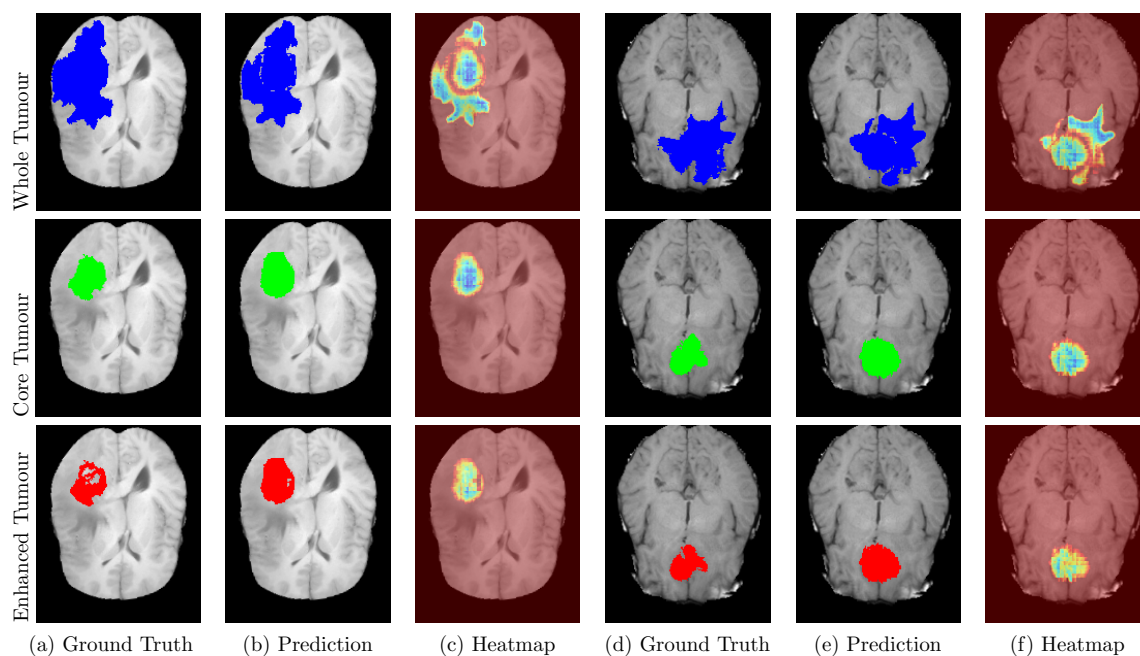 Whole Tumour
Core Tumour
Enhanced Tumour
(a) Ground Truth
(b) Prediction
(c) Heatmap
(d) Ground Truth
(e) Prediction
(f) Heatmap